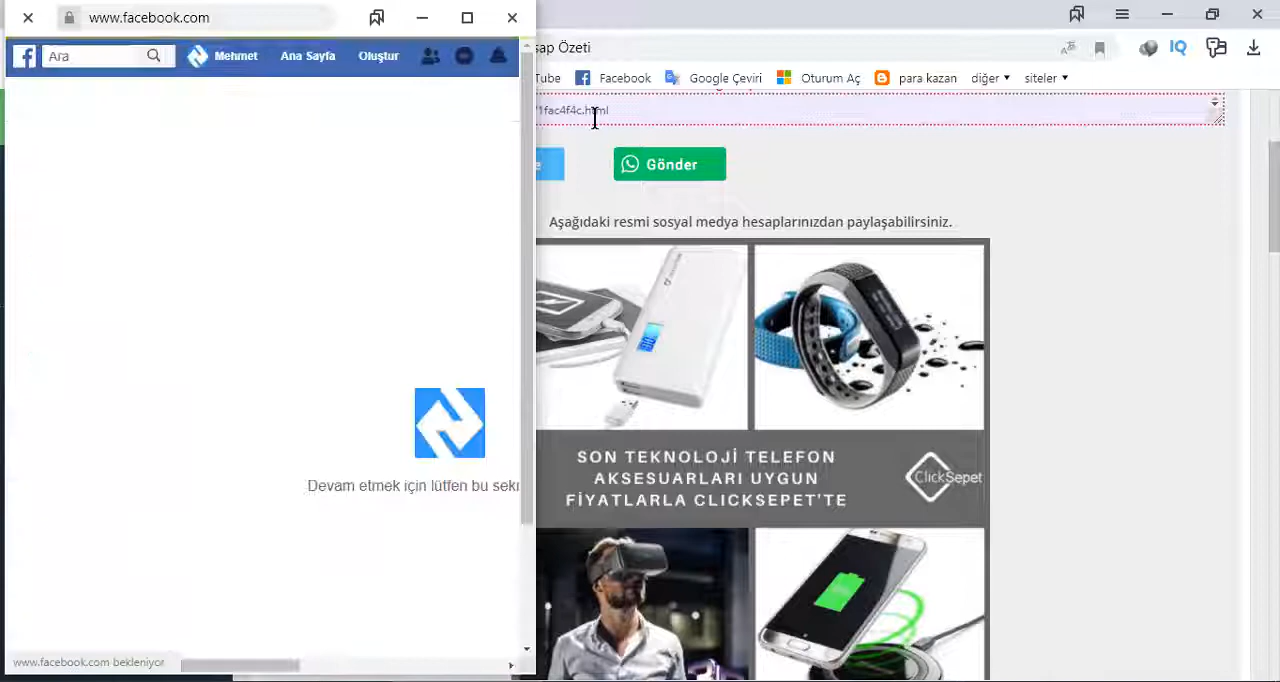 www.facebook.com
Ara
Mehmet
Ana Sayfa
Oluştur
Devam etmek için lütfen bu
www.facebook.com bekleniyor
Özeti
IQ
Tube
Facebook
Google Çeviri
Oturum Aç
para kazan
diğer
siteler
1fac4f4c.html
Gönder
Aşağıdaki resmi sosyal medya hesaplarınızdan paylaşabilirsiniz.
SON TEKNOLOJİ TELEFON
AKSESUARLARI UYGUN
FİYATLARLA CLICKSEPET'TE
ClickSepet